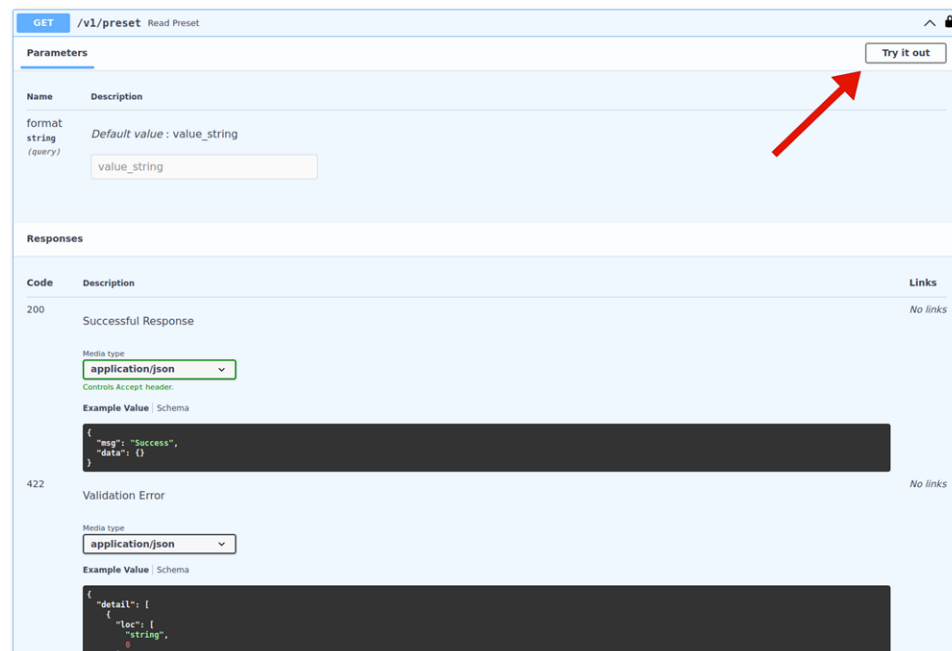 GET /v1/preset Read Preset
Parameters
Try it out
Name Description
format
string
(query)
Default value : value_string
value_string
Responses
Code Description Links
200
Successful Response
No links
Media type
application/json
Controls Accept header.
Example Value | Schema
{
"msg": "Success",
"data": {}
}
422
Validation Error
No links
Media type
application/json
Example Value | Schema
{
"detail": [
{
"loc": [
"string",
0